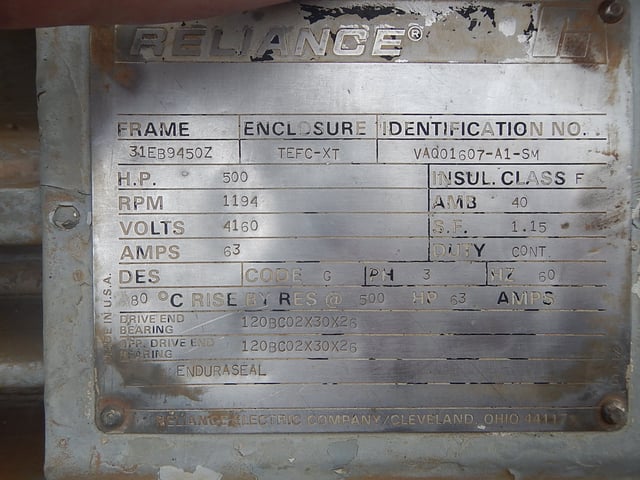 RELIANCE®
FRAME ENCLOSURE IDENTIFICATION NO.
31EB9450Z TEFC-XT VA001607-A1-SM
H.P. 500 INSUL. CLASS F
RPM 1194 AMB 40
VOLTS 4160 S.F. 1.15
AMPS 63 DUTY CONT.
DES CODE G PH 3 HZ 60
80 °C RISE BY RES @ 500 HP 63 AMPS
DRIVE END
BEARING 120BC02X30X26
OPP. DRIVE END
BEARING 120BC02X30X26
ENDURASEAL
RELIANCE ELECTRIC COMPANY/CLEVELAND, OHIO 44117
MADE IN U.S.A.